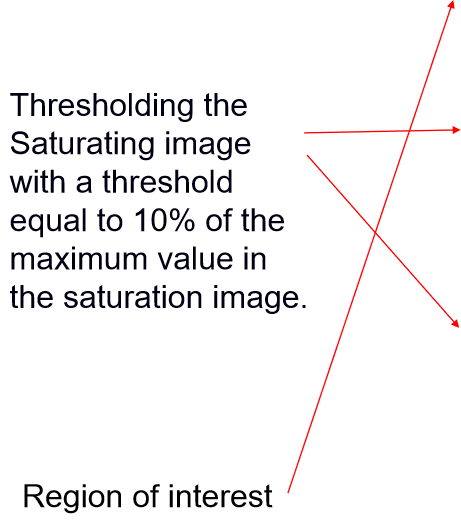 Thresholding the
Saturating image
with a threshold
equal to 10% of the
maximum value in
the saturation image.
Region of interest